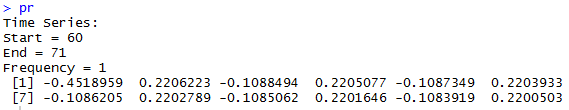 > pr
Time Series:
Start = 60
End = 71
Frequency = 1
 [1] -0.4518959  0.2206223 -0.1088494  0.2205077 -0.1087349  0.2203933
 [7] -0.1086205  0.2202789 -0.1085062  0.2201646 -0.1083919  0.2200503